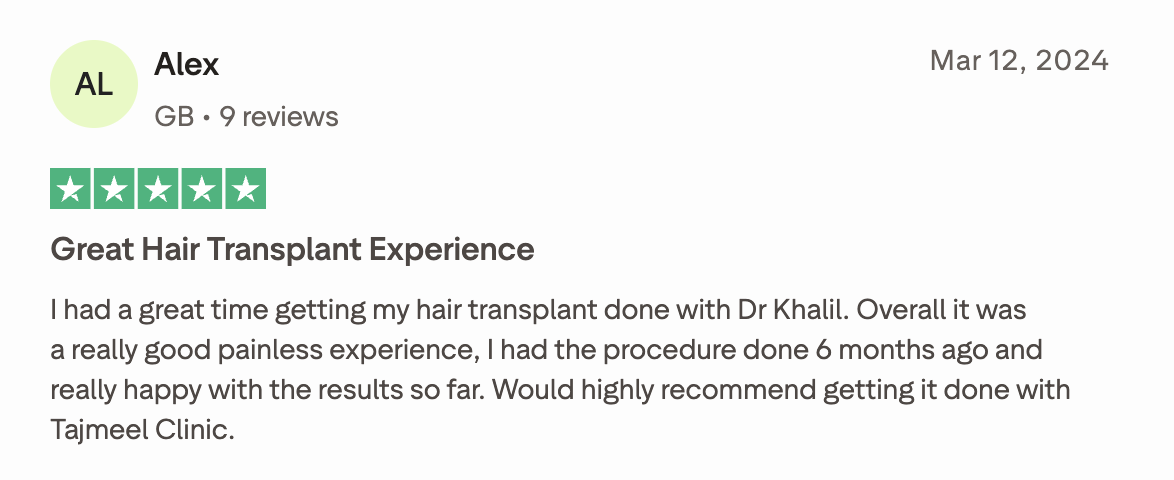 AL
Alex
Mar 12, 2024
GB • 9 reviews
Great Hair Transplant Experience
I had a great time getting my hair transplant done with Dr Khalil. Overall it was
a really good painless experience, I had the procedure done 6 months ago and
really happy with the results so far. Would highly recommend getting it done with
Tajmeel Clinic.